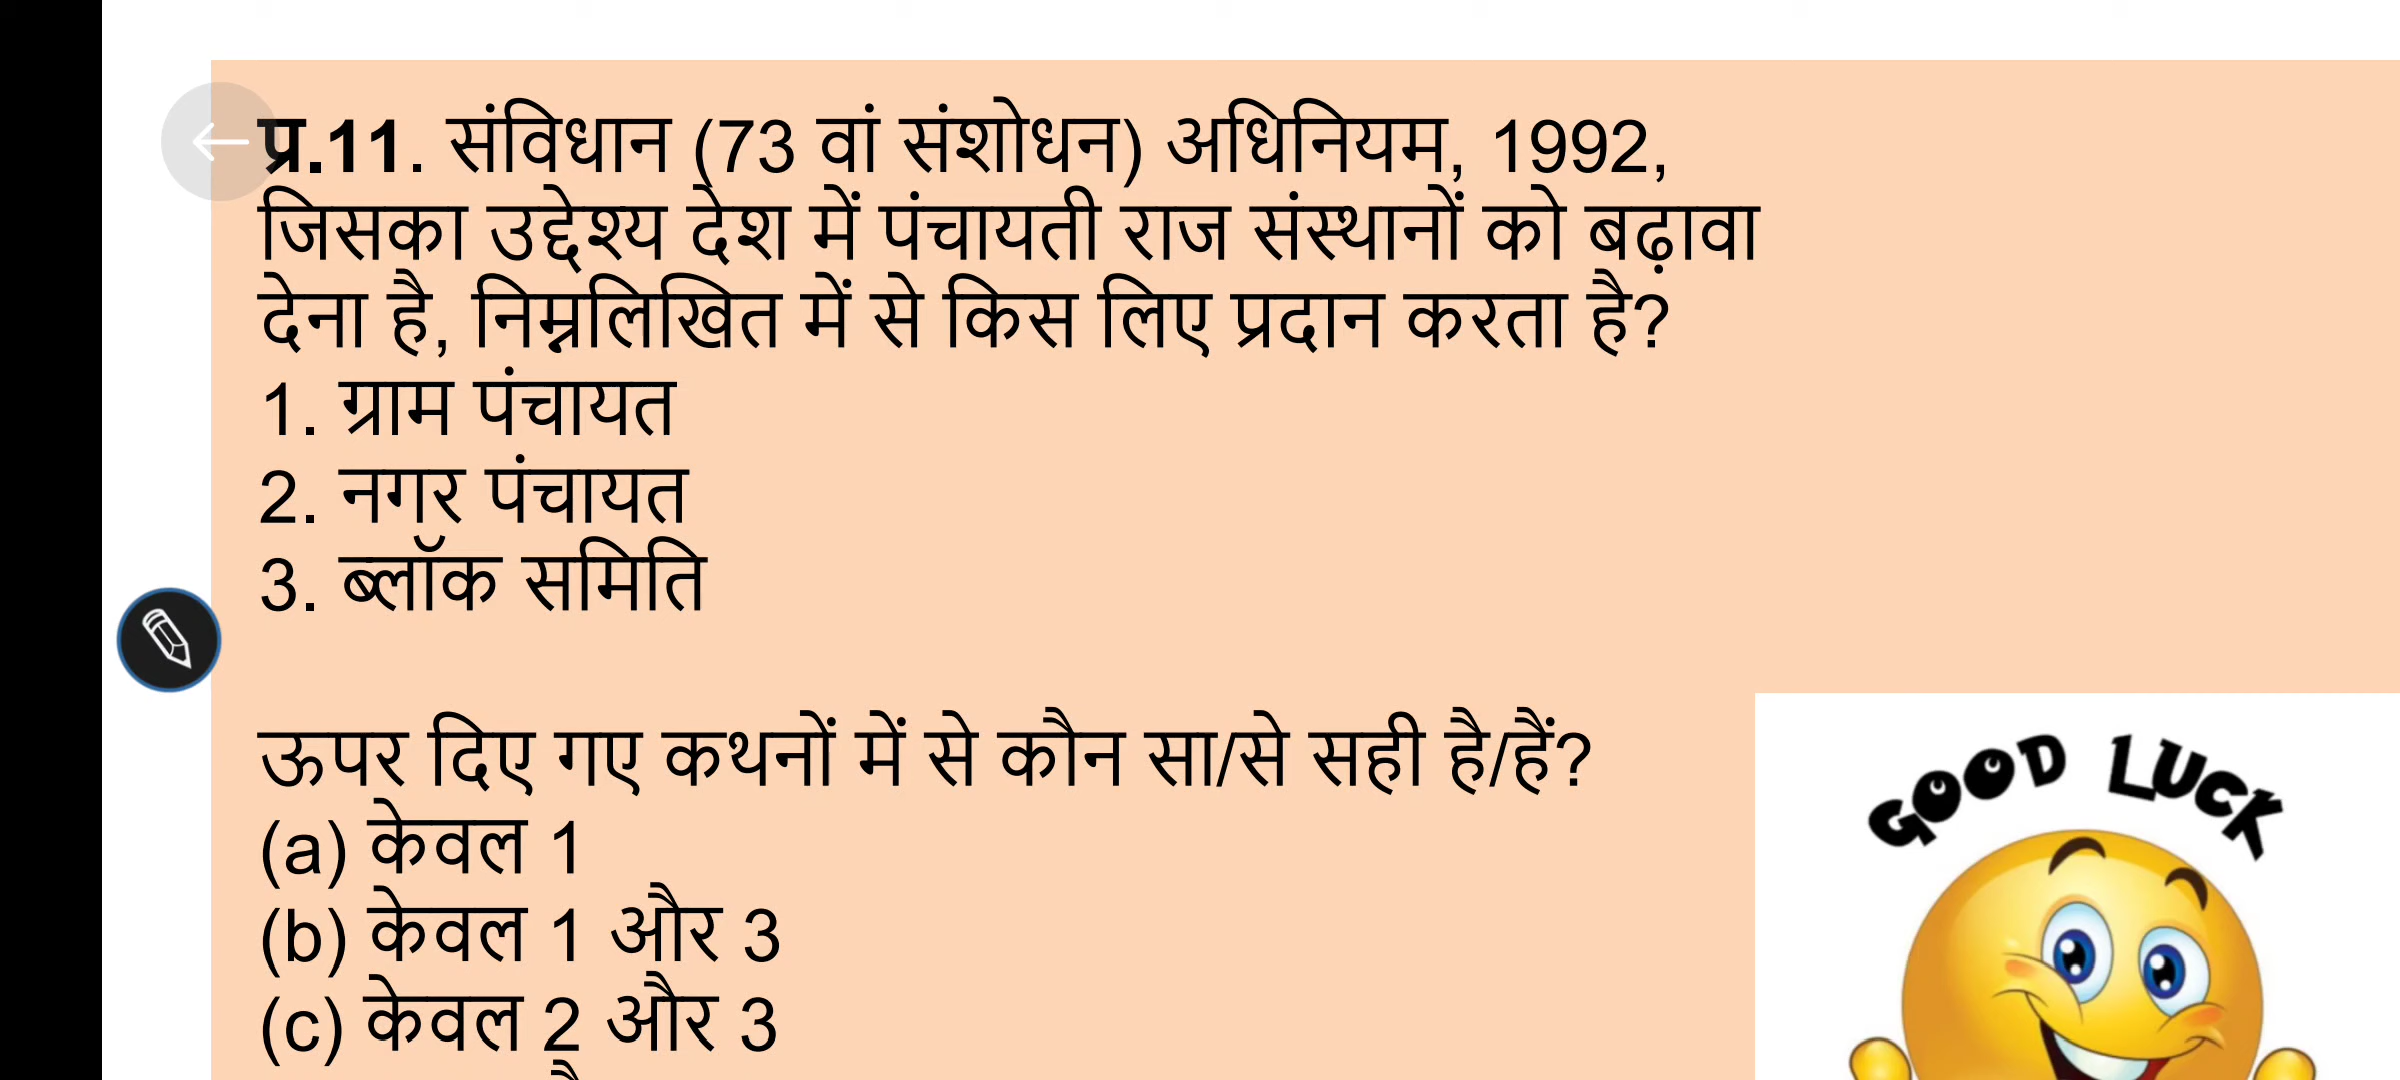 प्र.11. संविधान (73 वां संशोधन) अधिनियम, 1992,
जिसका उद्देश्य देश में पंचायती राज संस्थानों को बढ़ावा
देना है, निम्नलिखित में से किस लिए प्रदान करता है?
1. ग्राम पंचायत
2. नगर पंचायत
3. ब्लॉक समिति
ऊपर दिए गए कथनों में से कौन सा/से सही है/हैं?
(a) केवल 1
(b) केवल 1 और 3
(c) केवल 2 और 3
GOOD LUCK